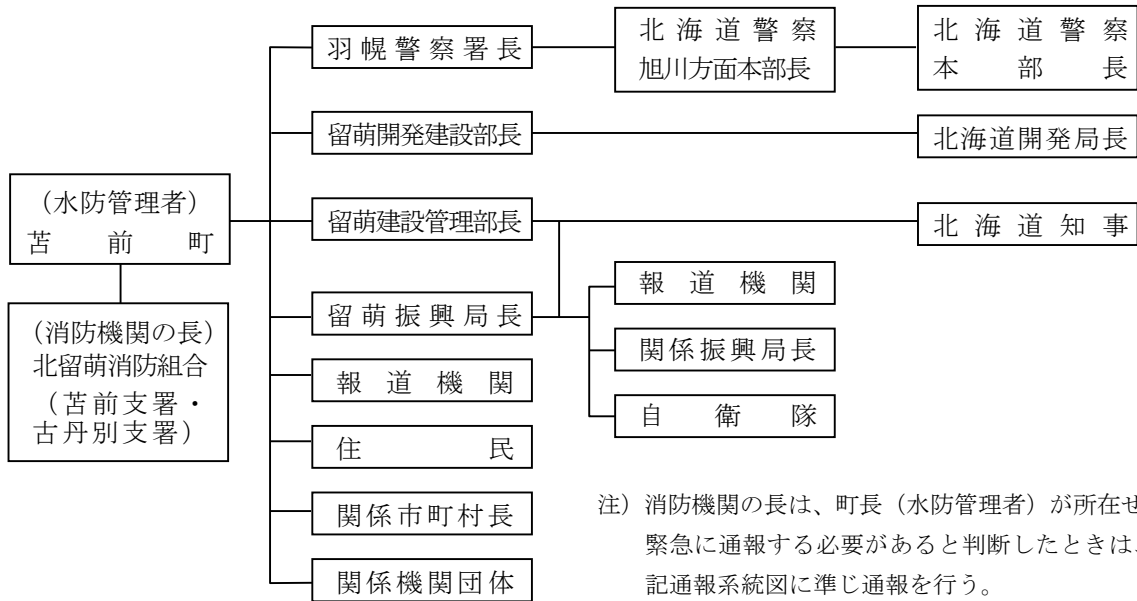 羽幌警察署長
北海道警察
旭川方面本部長
北海道警察
本部長
留萌開発建設部長
北海道開発局長
（水防管理者）
苫前町
留萌建設管理部長
北海道知事
（消防機関の長）
北留萌消防組合
（苫前支署・
古丹別支署）
留萌振興局長
報道機関
関係振興局長
自衛隊
報道機関
住民
関係市町村長
関係機関団体
注）消防機関の長は、町長（水防管理者）が所在せ
緊急に通報する必要があると判断したときは、
記通報系統図に準じ通報を行う。